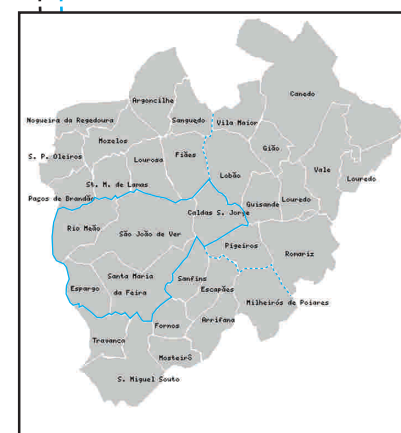 Canedo
Argoncilhe
Nogueira da Regedoura
Sanguedo
Vila Maior
Mozelos
Gião
S. P. Oleiros
Lourosa
Fiães
Lobão
Vale
Louredo
St. M. de Lamas
Paços de Brandão
Guisande
Louredo
Caldas S. Jorge
Rio Meão
São João de Ver
Pigeiros
Romariz
Santa Maria
da Feira
Sanfins
Espargo
Escapães
Milheirós de Poiares
Arrifana
Fornos
Travanca
Mosteirô
S. Miguel Souto